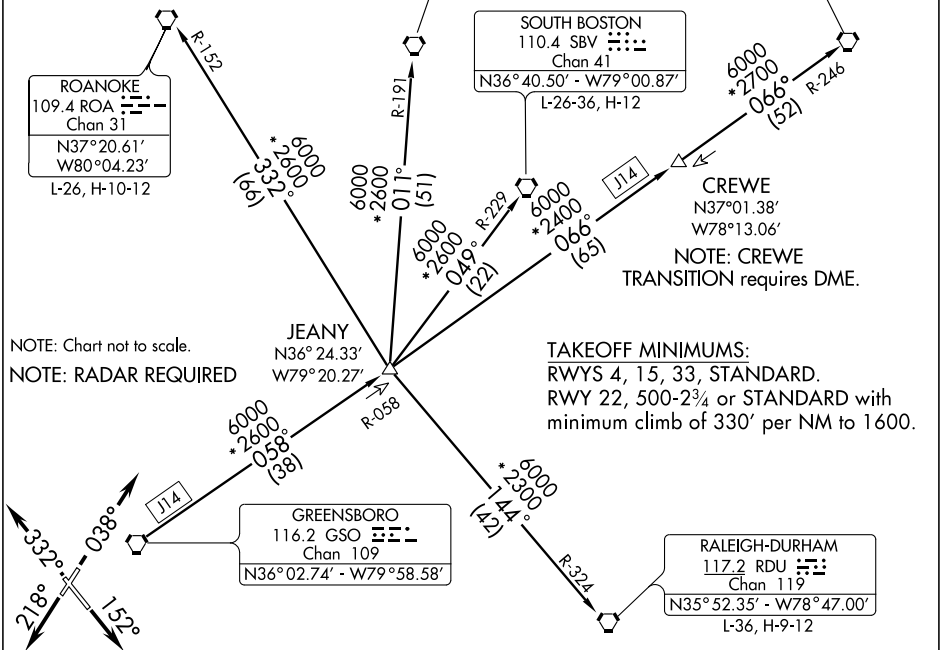 R-152
ROANOKE
109.4 ROA
Chan 31
N37°20.61'
W80°04.23'
L-26, H-10-12
6000
*2600
332°
(66)
R-191
6000
*2600
011°
(51)
SOUTH BOSTON
110.4 SBV
Chan 41
N36°40.50' - W79°00.87'
L-26-36, H-12
R-229
6000
*2600
049°
(22)
6000
*2700
066°
(52)
R-246
J14
6000
*2400
066°
(65)
CREWE
N37°01.38'
W78°13.06'
NOTE: CREWE
TRANSITION requires DME.
NOTE: Chart not to scale.
NOTE: RADAR REQUIRED
JEANY
N36°24.33'
W79°20.27'
R-058
TAKEOFF MINIMUMS:
RWYS 4, 15, 33, STANDARD.
RWY 22, 500-2¾ or STANDARD with
minimum climb of 330' per NM to 1600.
6000
*2600
058°
(38)
J14
GREENSBORO
116.2 GSO
Chan 109
N36°02.74' - W79°58.58'
332°
038°
218°
152°
6000
*2300
144°
(42)
R-324
RALEIGH-DURHAM
117.2 RDU
Chan 119
N35°52.35' - W78°47.00'
L-36, H-9-12